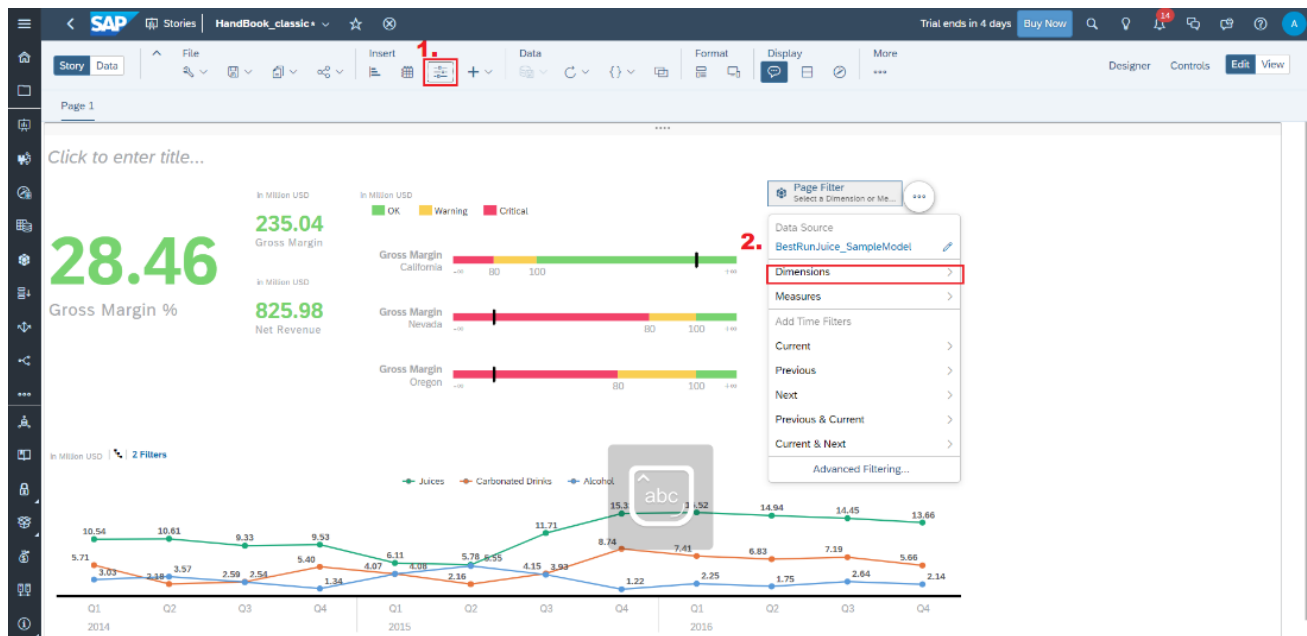 SAP Stories HandBook_classic* Trial ends in 4 days Buy Now 14 A
1.
File Insert Data Format Display More
Story Data Designer Controls Edit View
Page 1
Click to enter title...
In Million USD
235.04
Gross Margin
28.46
Gross Margin %
In Million USD
825.98
Net Revenue
In Million USD
OK Warning Critical
Gross Margin
California
-∞ 80 100 +∞
Gross Margin
Nevada
-∞ 80 100 +∞
Gross Margin
Oregon
-∞ 80 100 +∞
Page Filter
Select a Dimension or Me...
2.
Data Source
BestRunJuice_SampleModel
Dimensions
Measures
Add Time Filters
Current
Previous
Next
Previous & Current
Current & Next
Advanced Filtering...
In Million USD 2 Filters
Juices Carbonated Drinks Alcohol
abc
10.54 10.61 9.33 9.53 6.11 5.78 11.71 15.3 14.94 14.45 13.66
5.71 2.18 2.59 5.40 4.07 2.16 4.15 8.74 7.41 6.83 7.19 5.66
3.03 3.57 2.54 1.34 4.08 3.93 1.22 2.25 1.75 2.64 2.14
Q1 Q2 Q3 Q4 Q1 Q2 Q3 Q4 Q1 Q2 Q3 Q4
2014 2015 2016